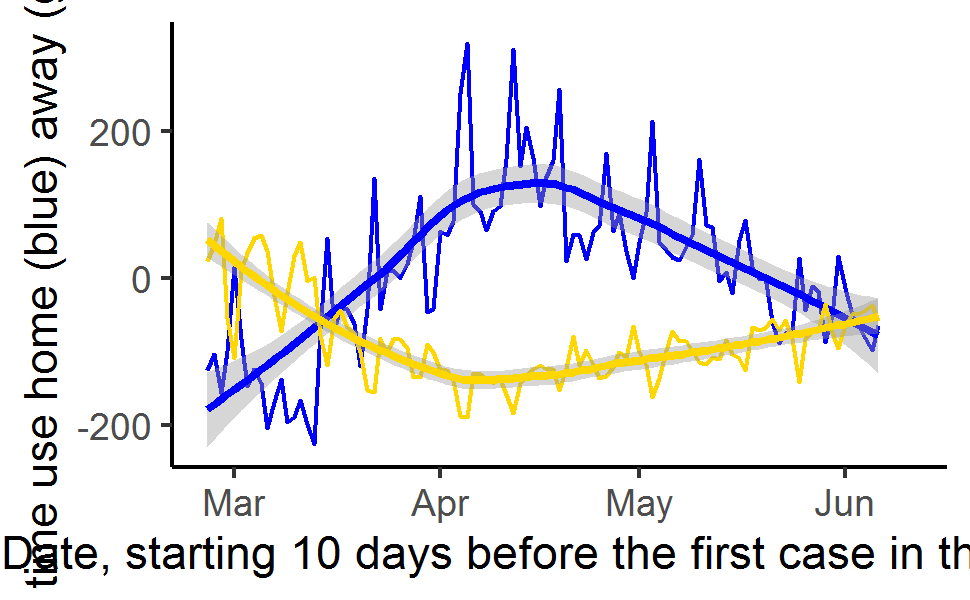 time use home (blue) away (
200
0
-200
Mar Apr May Jun
Date, starting 10 days before the first case in th